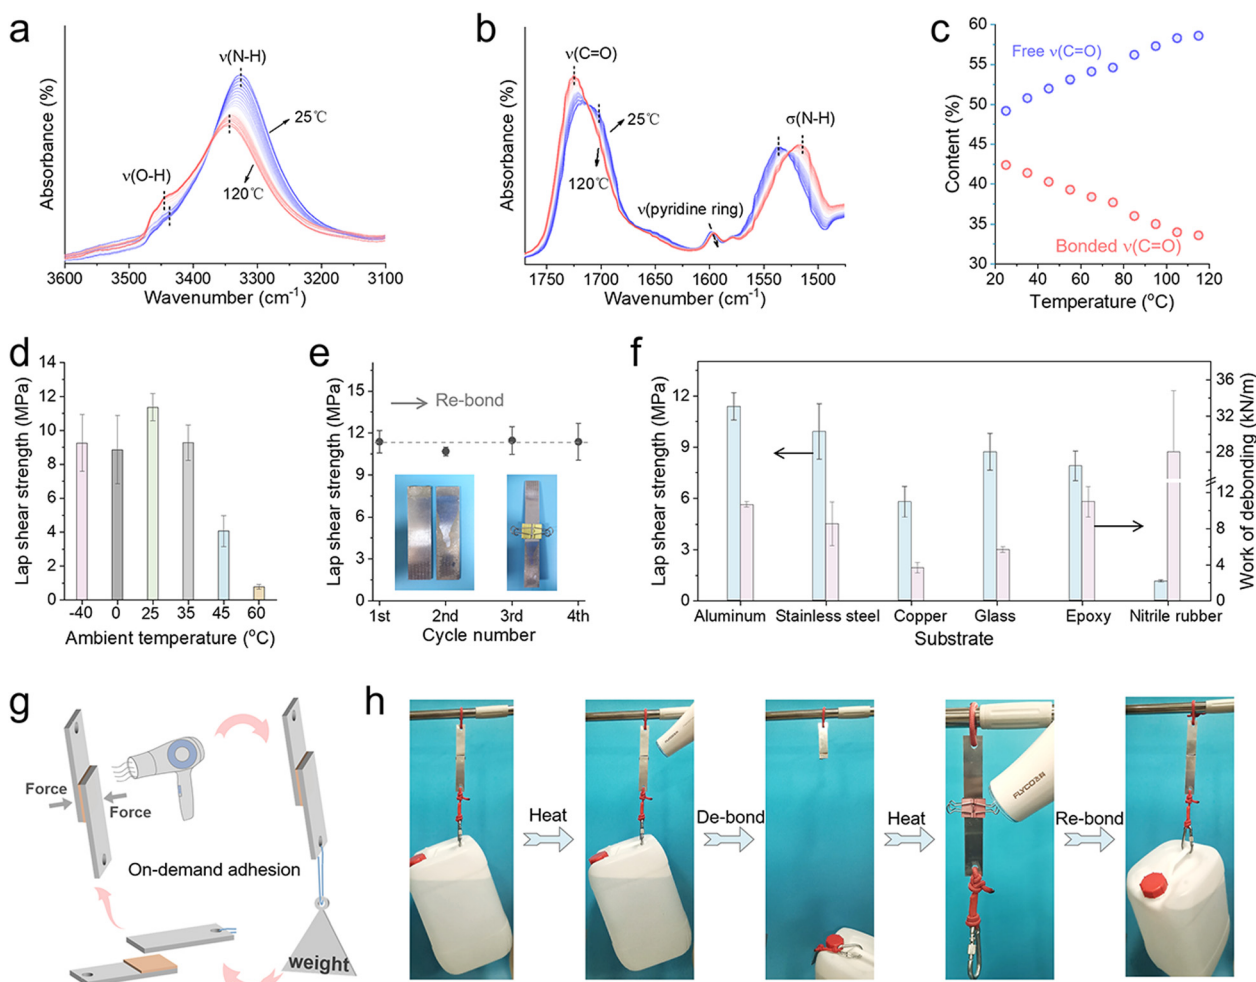 a
Absorbance (%)
ν(N-H)
25℃
ν(O-H)
120℃
3600 3500 3400 3300 3200 3100
Wavenumber (cm-1)
b
Absorbance (%)
ν(C=O)
25℃
σ(N-H)
120℃
ν(pyridine ring)
1750 1700 1650 1600 1550 1500
Wavenumber (cm-1)
c
Content (%)
60
55
50
45
40
35
30
Free ν(C=O)
Bonded ν(C=O)
20 40 60 80 100 120
Temperature (oC)
d
Lap shear strength (MPa)
14
12
10
8
6
4
2
0
-40 0 25 35 45 60
Ambient temperature (oC)
e
Lap shear strength (MPa)
15
12
9
6
3
0
Re-bond
1st 2nd 3rd 4th
Cycle number
f
Lap shear strength (MPa)
12
9
6
3
0
36
32
28
12
8
4
0
Work of debonding (kN/m)
Aluminum Stainless steel Copper Glass Epoxy Nitrile rubber
Substrate
g
Force
Force
On-demand adhesion
weight
h
Heat
De-bond
Heat
FLYCO
Re-bond